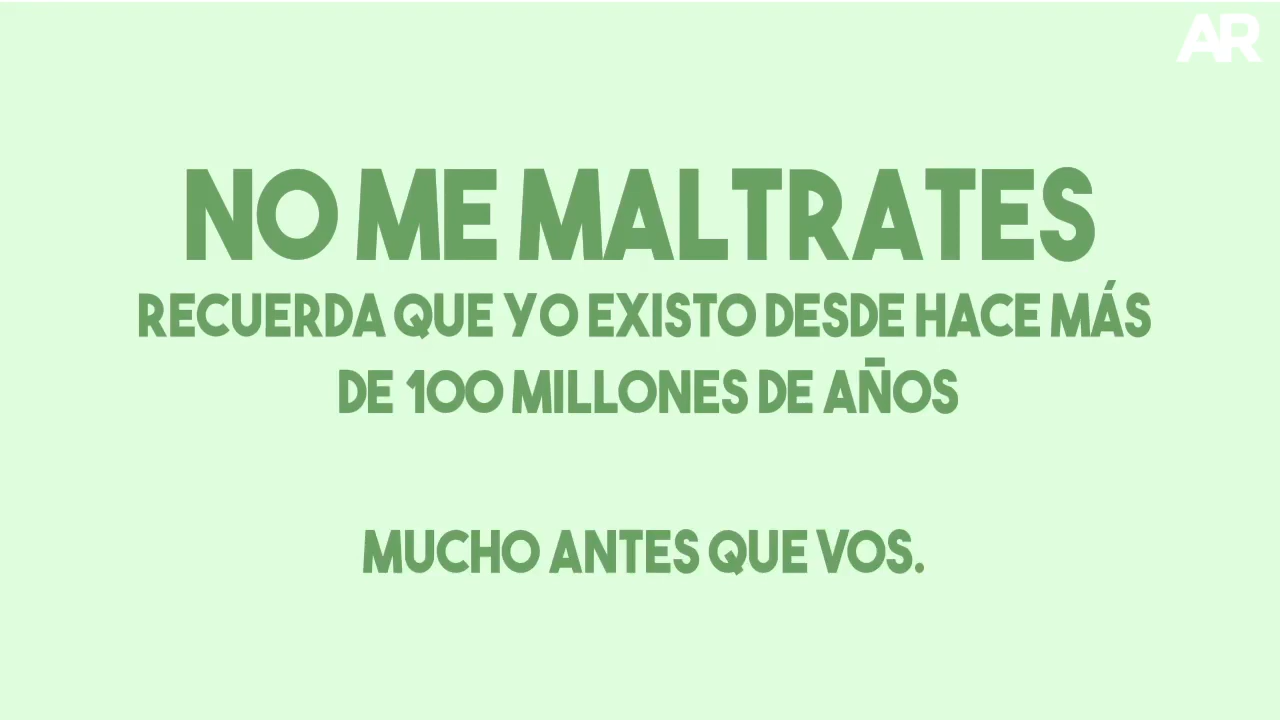 AR
NO ME MALTRATES
RECUERDA QUE YO EXISTO DESDE HACE MÁS
DE 100 MILLONES DE AÑOS
MUCHO ANTES QUE VOS.